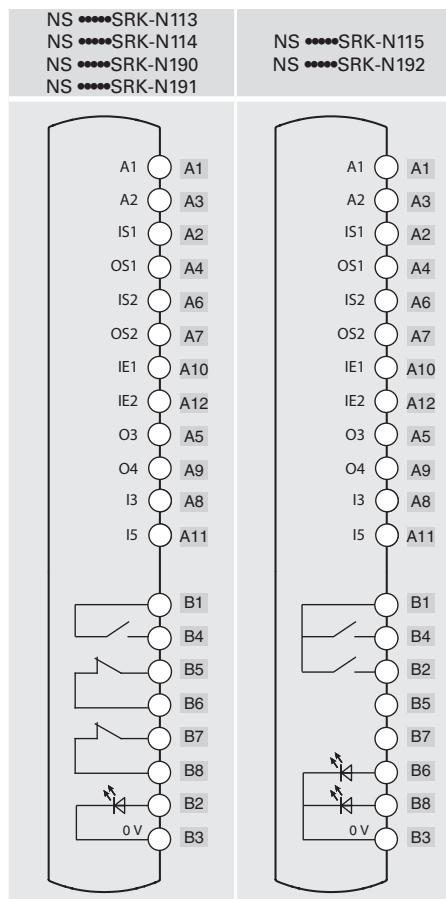 NS •••••SRK-N113
NS •••••SRK-N114
NS •••••SRK-N190
NS •••••SRK-N191
NS •••••SRK-N115
NS •••••SRK-N192
A1 A1
A2 A3
IS1 A2
OS1 A4
IS2 A6
OS2 A7
IE1 A10
IE2 A12
O3 A5
O4 A9
I3 A8
I5 A11
B1
B4
B5
B6
B7
B8
B2
0 V B3
A1 A1
A2 A3
IS1 A2
OS1 A4
IS2 A6
OS2 A7
IE1 A10
IE2 A12
O3 A5
O4 A9
I3 A8
I5 A11
B1
B4
B2
B5
B7
B6
B8
0 V B3